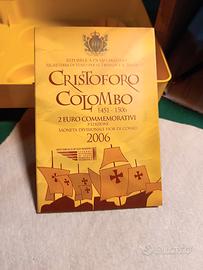 REPUBBLICA DI SAN MARINO
CRISTOFORO
COLOMBO
1451 - 1506
2 EURO COMMEMORATIVI
MONETA DIVISIONALE FIOR DI CONIO
2006